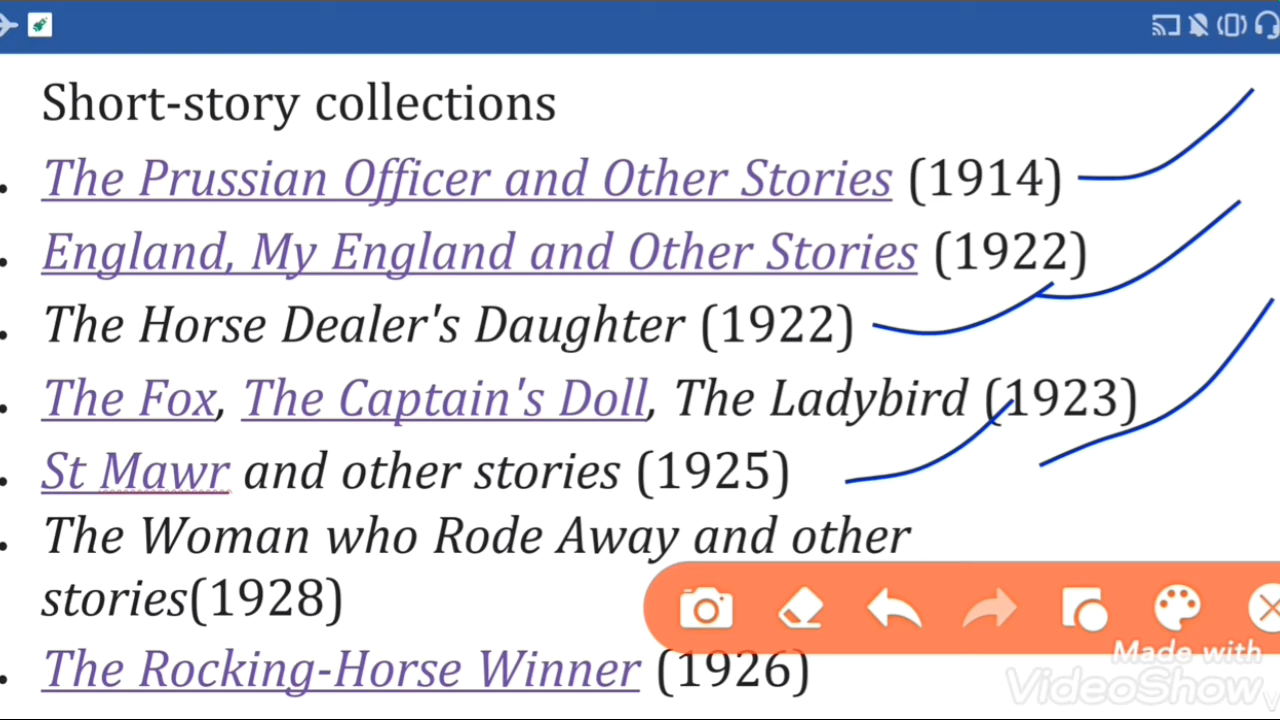 Short-story collections
The Prussian Officer and Other Stories (1914)
England, My England and Other Stories (1922)
The Horse Dealer's Daughter (1922)
The Fox, The Captain's Doll, The Ladybird (1923)
St Mawr and other stories (1925)
The Woman who Rode Away and other
stories(1928)
The Rocking-Horse Winner (1926)
Made with
VideoShow